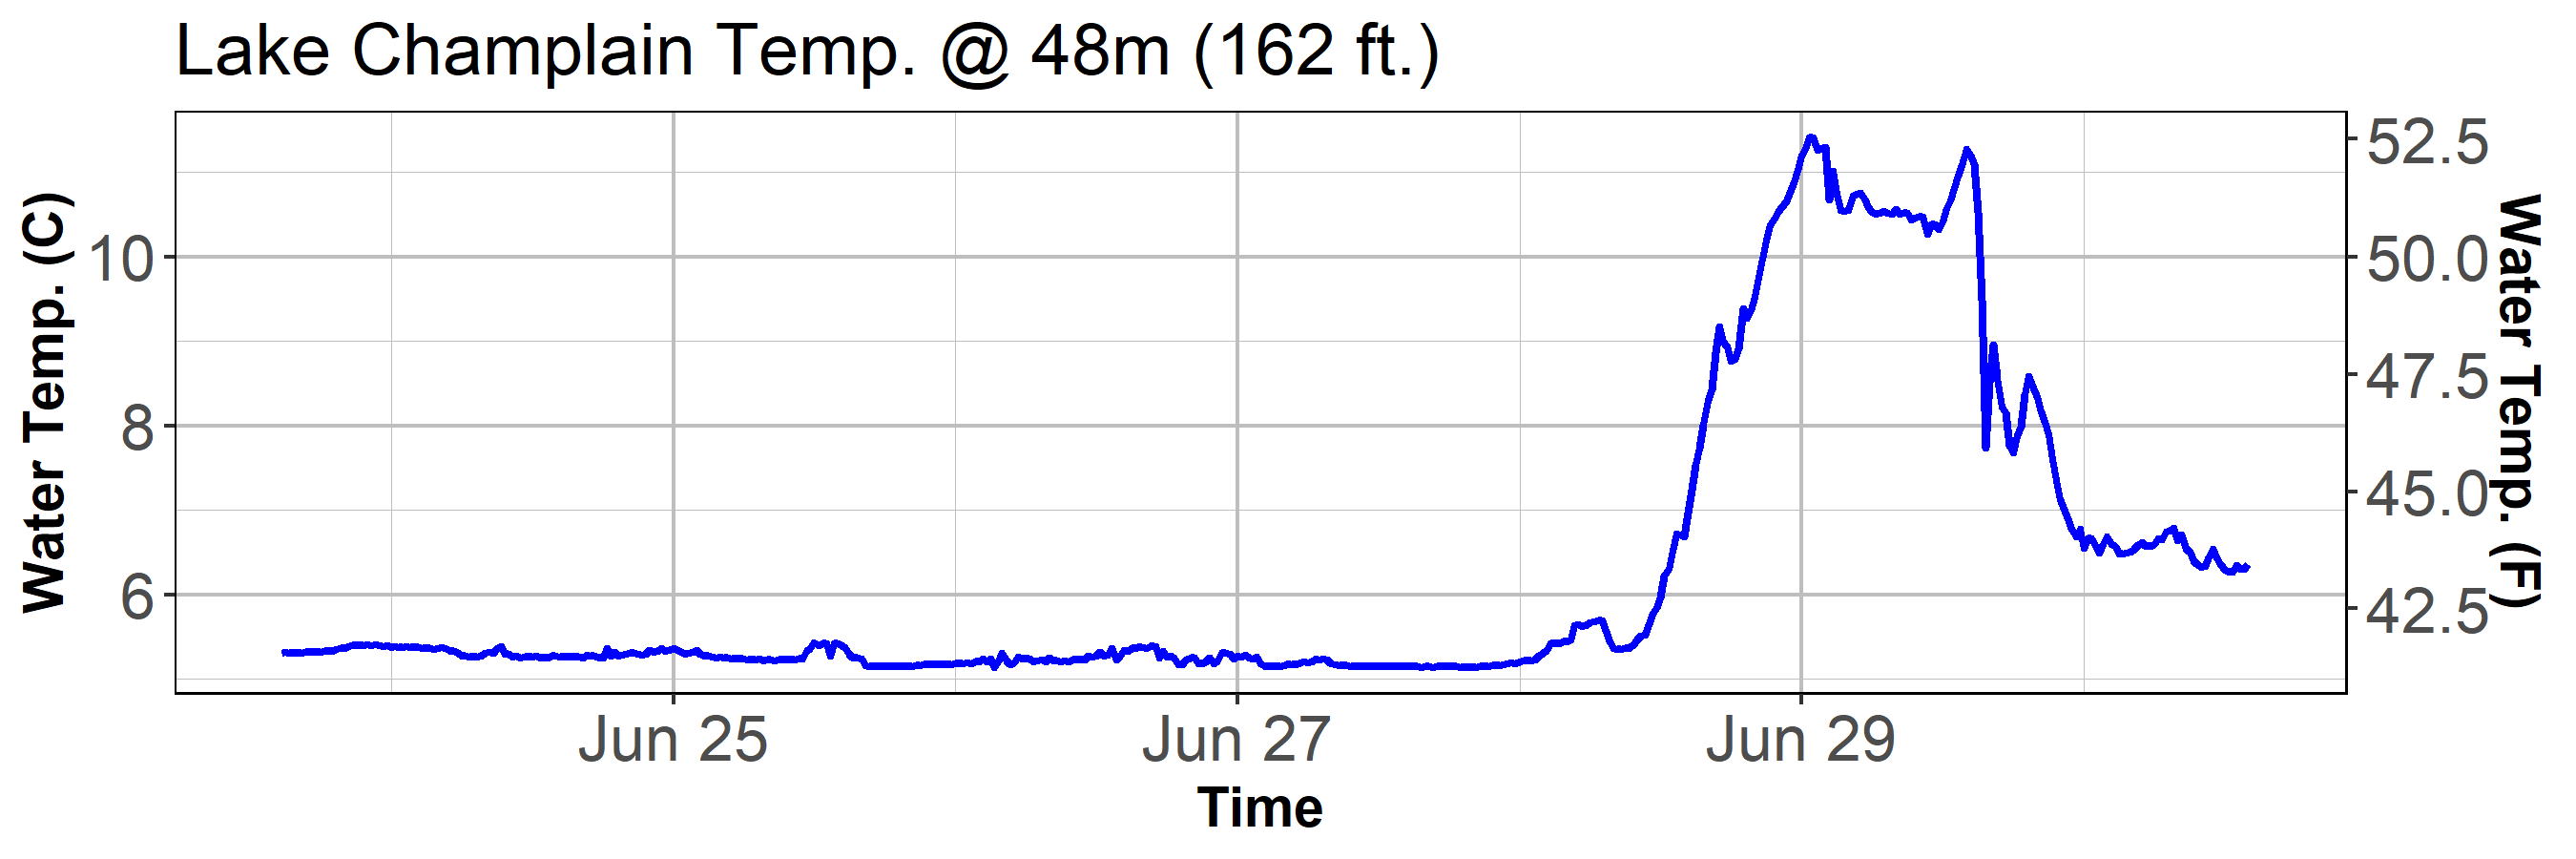 Lake Champlain Temp. @ 48m (162 ft.)
Water Temp. (C)
10
8
6
52.5
50.0
47.5
45.0
42.5
Water Temp. (F)
Jun 25
Jun 27
Jun 29
Time